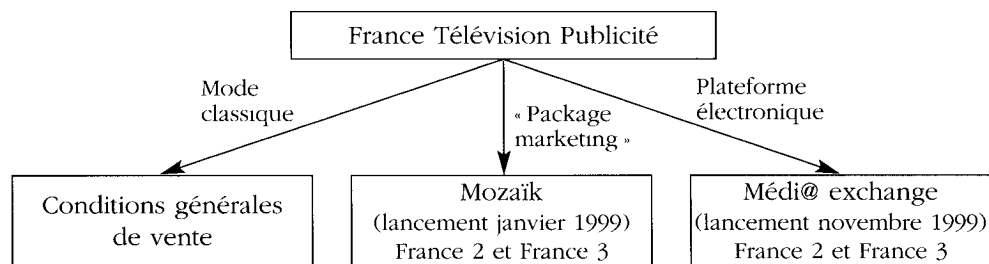 France Télévision Publicité
Mode
classique
« Package
marketing »
Plateforme
électronique
Conditions générales
de vente
Mozaïk
(lancement janvier 1999)
France 2 et France 3
Médi@ exchange
(lancement novembre 1999)
France 2 et France 3